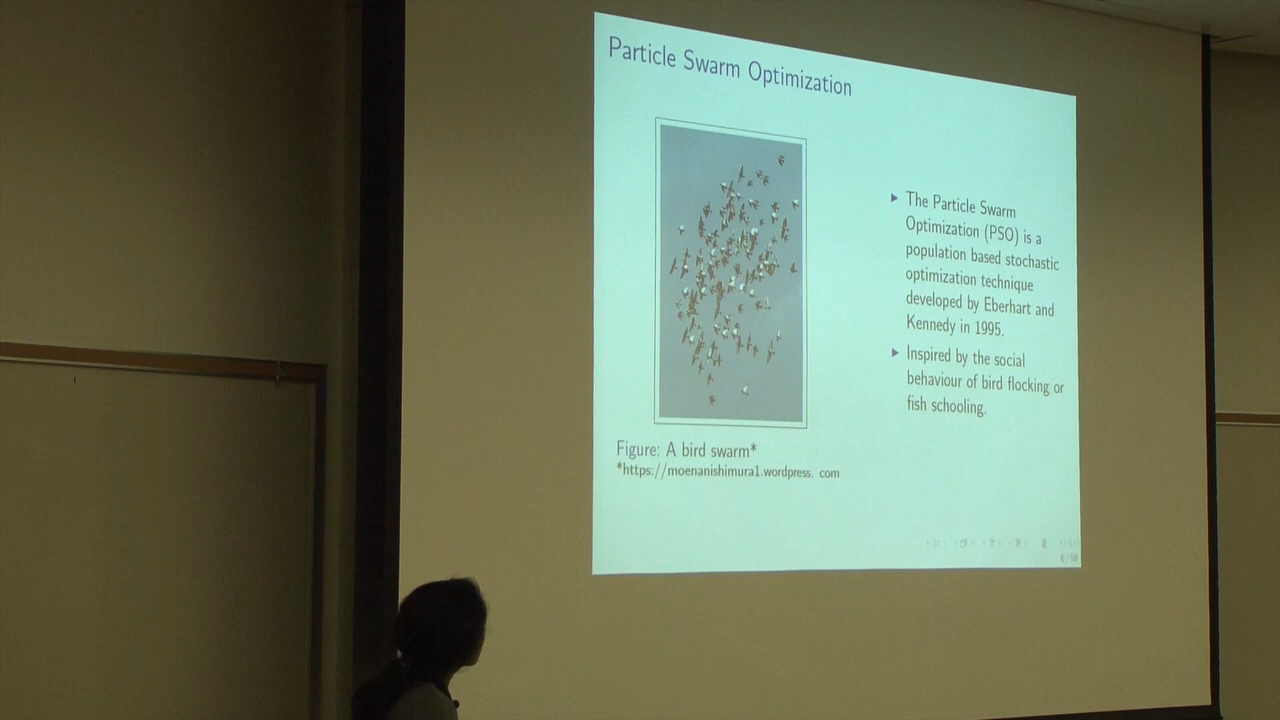 Particle Swarm Optimization
The Particle Swarm
Optimization (PSO) is a
population based stochastic
optimization technique
developed by Eberhart and
Kennedy in 1995.
Inspired by the social
behaviour of bird flocking or
fish schooling.
Figure: A bird swarm*
*https://moenanishimura1.wordpress. com
6/56